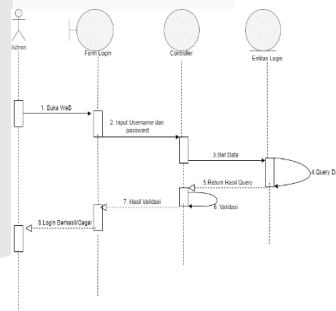 Admin
Form Login
Controller
Entitas Login
1. Buka WeB
2. Input Username dan
password
3.Get Data
4.Query Da
5.Return Hasil Query
6. Validasi
7. Hasil Validasi
8.Login Berhasil/Gagal